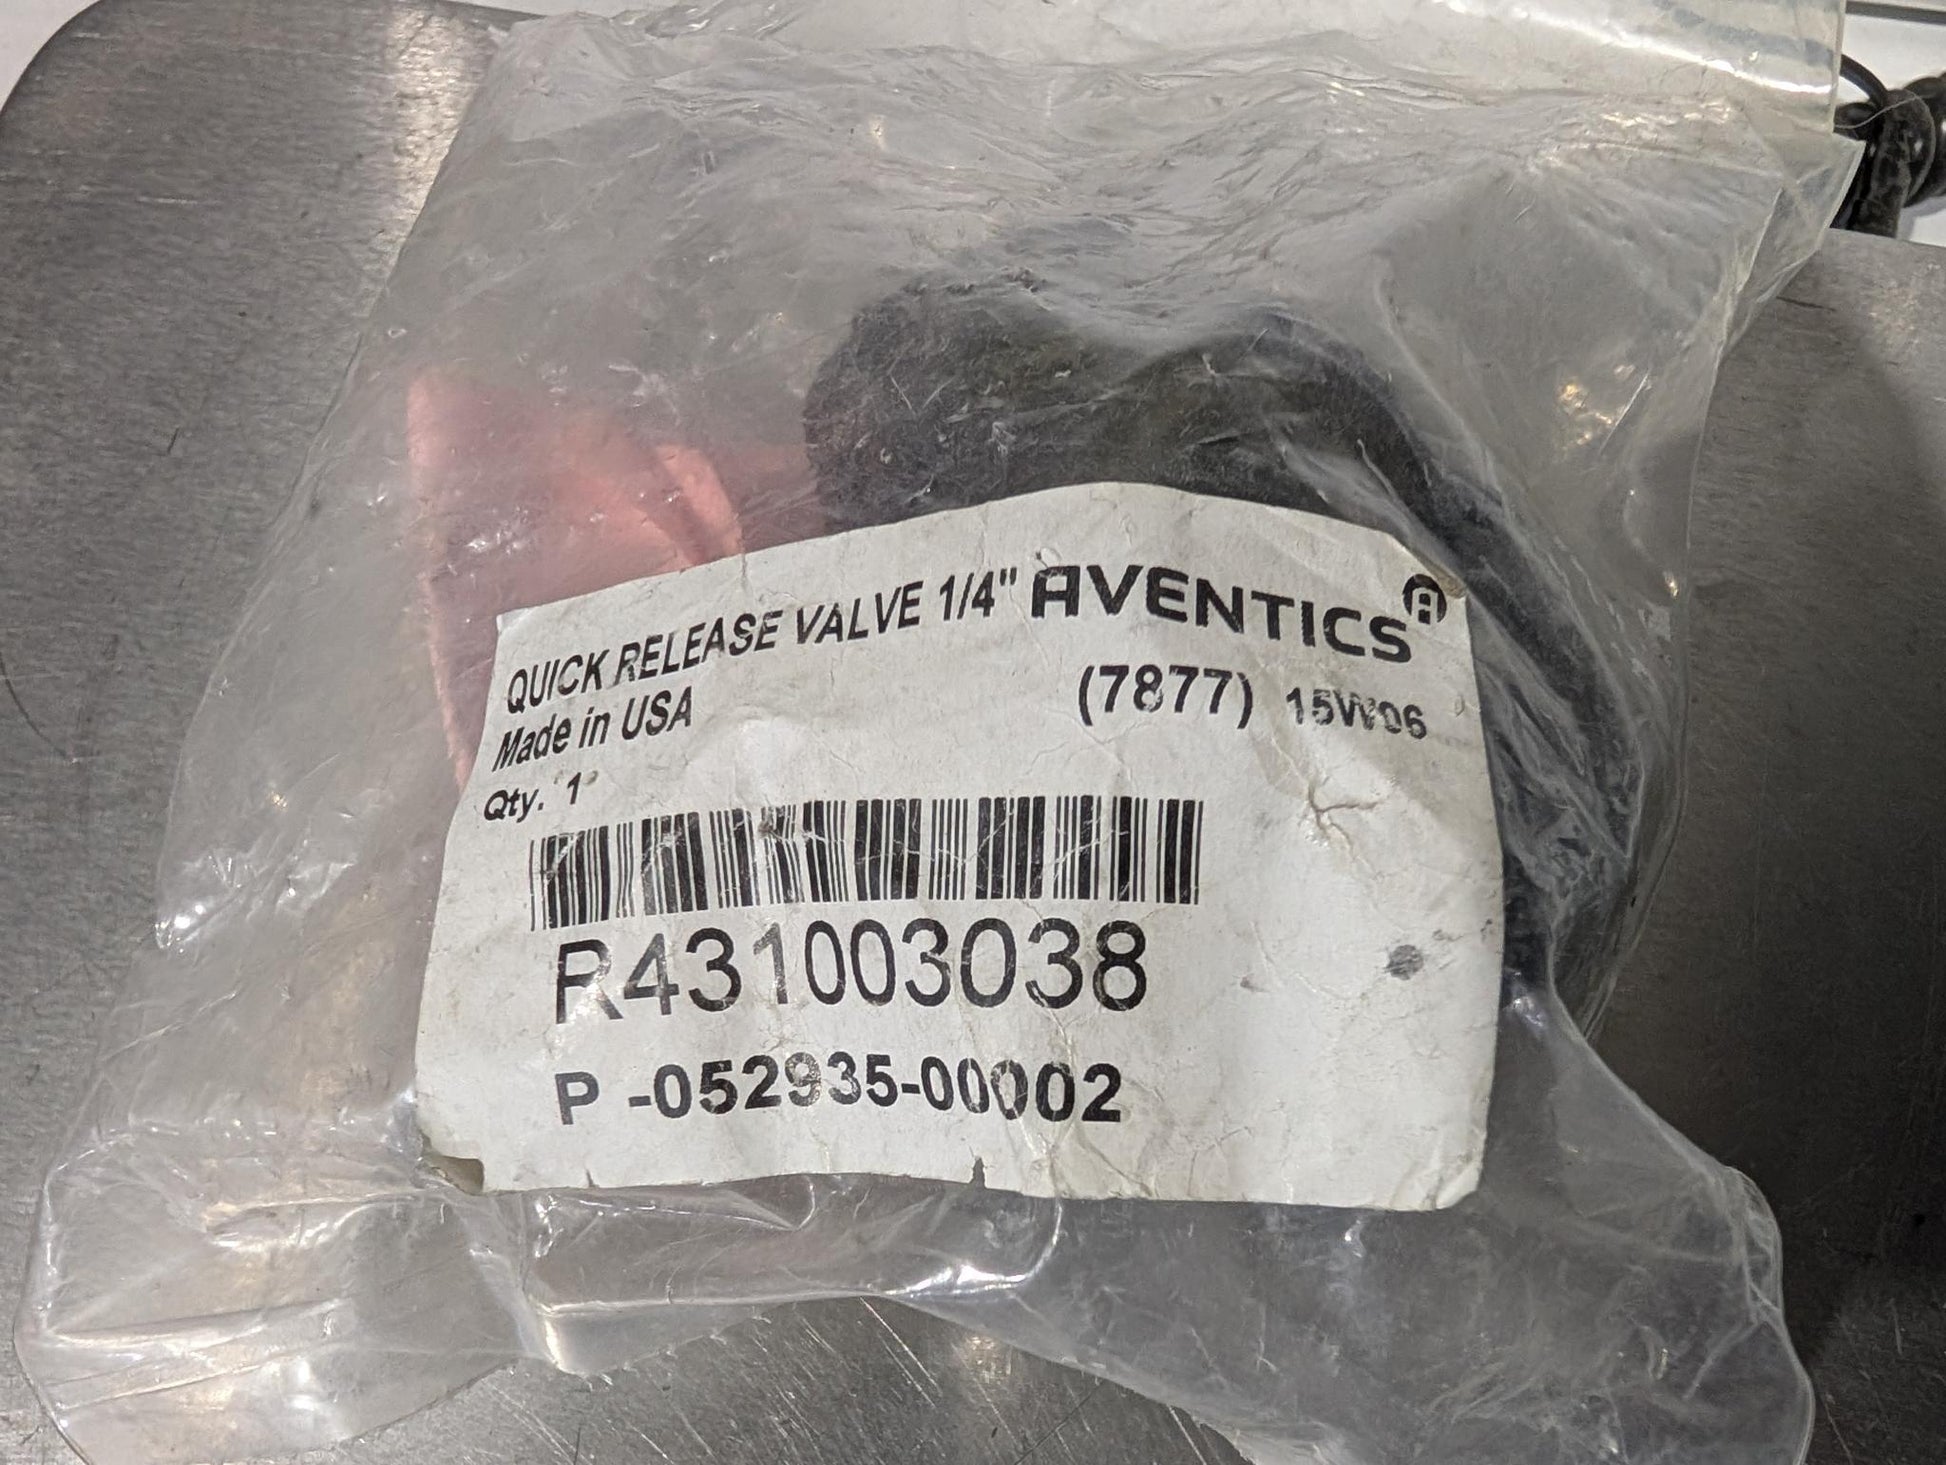 QUICK RELEASE VALVE 1/4" AVENTICS
Made in USA (7877) 15W06
Qty. 1
R431003038
P -052935-00002